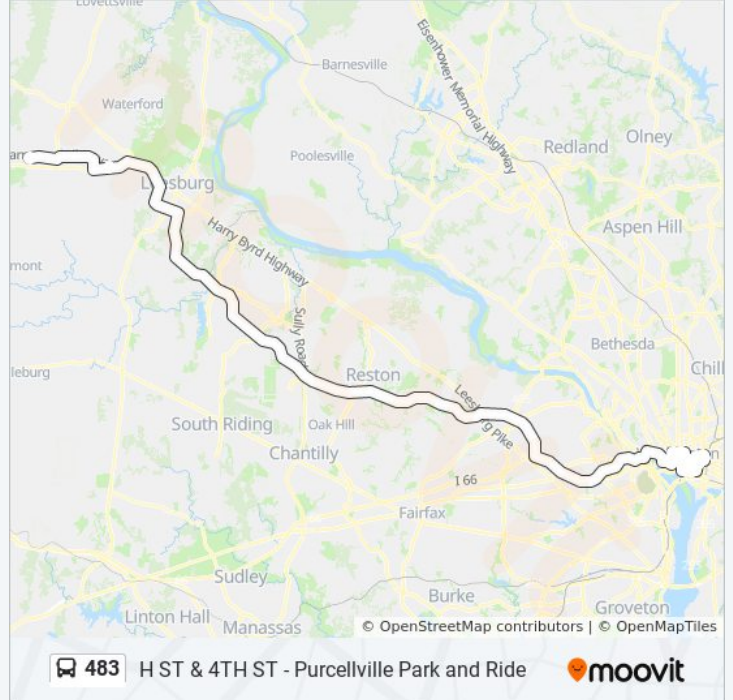 Lovettsville
Barnesville
Eisenhower Memorial Highway
Waterford
Poolesville
Redland
Olney
Leesburg
Aspen Hill
Harry Byrd Highway
mont
Sully Road
Bethesda
Chill
leburg
Reston
Leesburg Pike
South Riding
Oak Hill
Chantilly
on
I 66
Fairfax
Sudley
Burke
Groveton
Linton Hall
Manassas
© OpenStreetMap contributors | © OpenMapTiles
483 H ST & 4TH ST - Purcellville Park and Ride
moovit